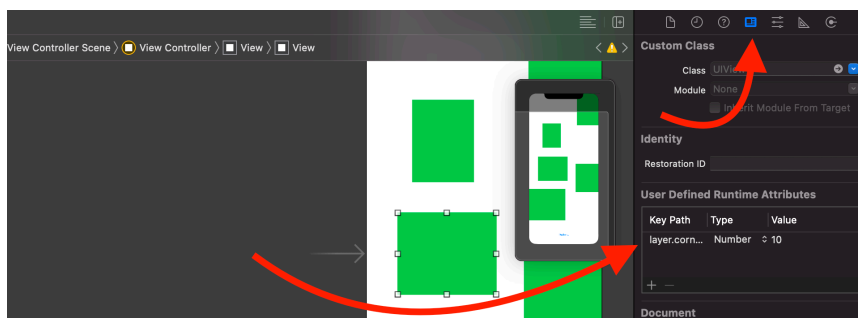 View Controller Scene 〉 View Controller 〉 View 〉 View
Custom Class
Class UIView
Module None
Inherit Module From Target
Identity
Restoration ID
User Defined Runtime Attributes
Key Path Type Value
layer.corn... Number 10
+ −
Document